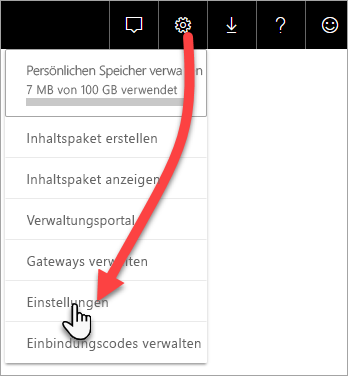 Persönlichen Speicher verwalten
7 MB von 100 GB verwendet
Inhaltspaket erstellen
Inhaltspaket anzeigen
Verwaltungsportal
Gateways verwalten
Einstellungen
Einbindungscodes verwalten